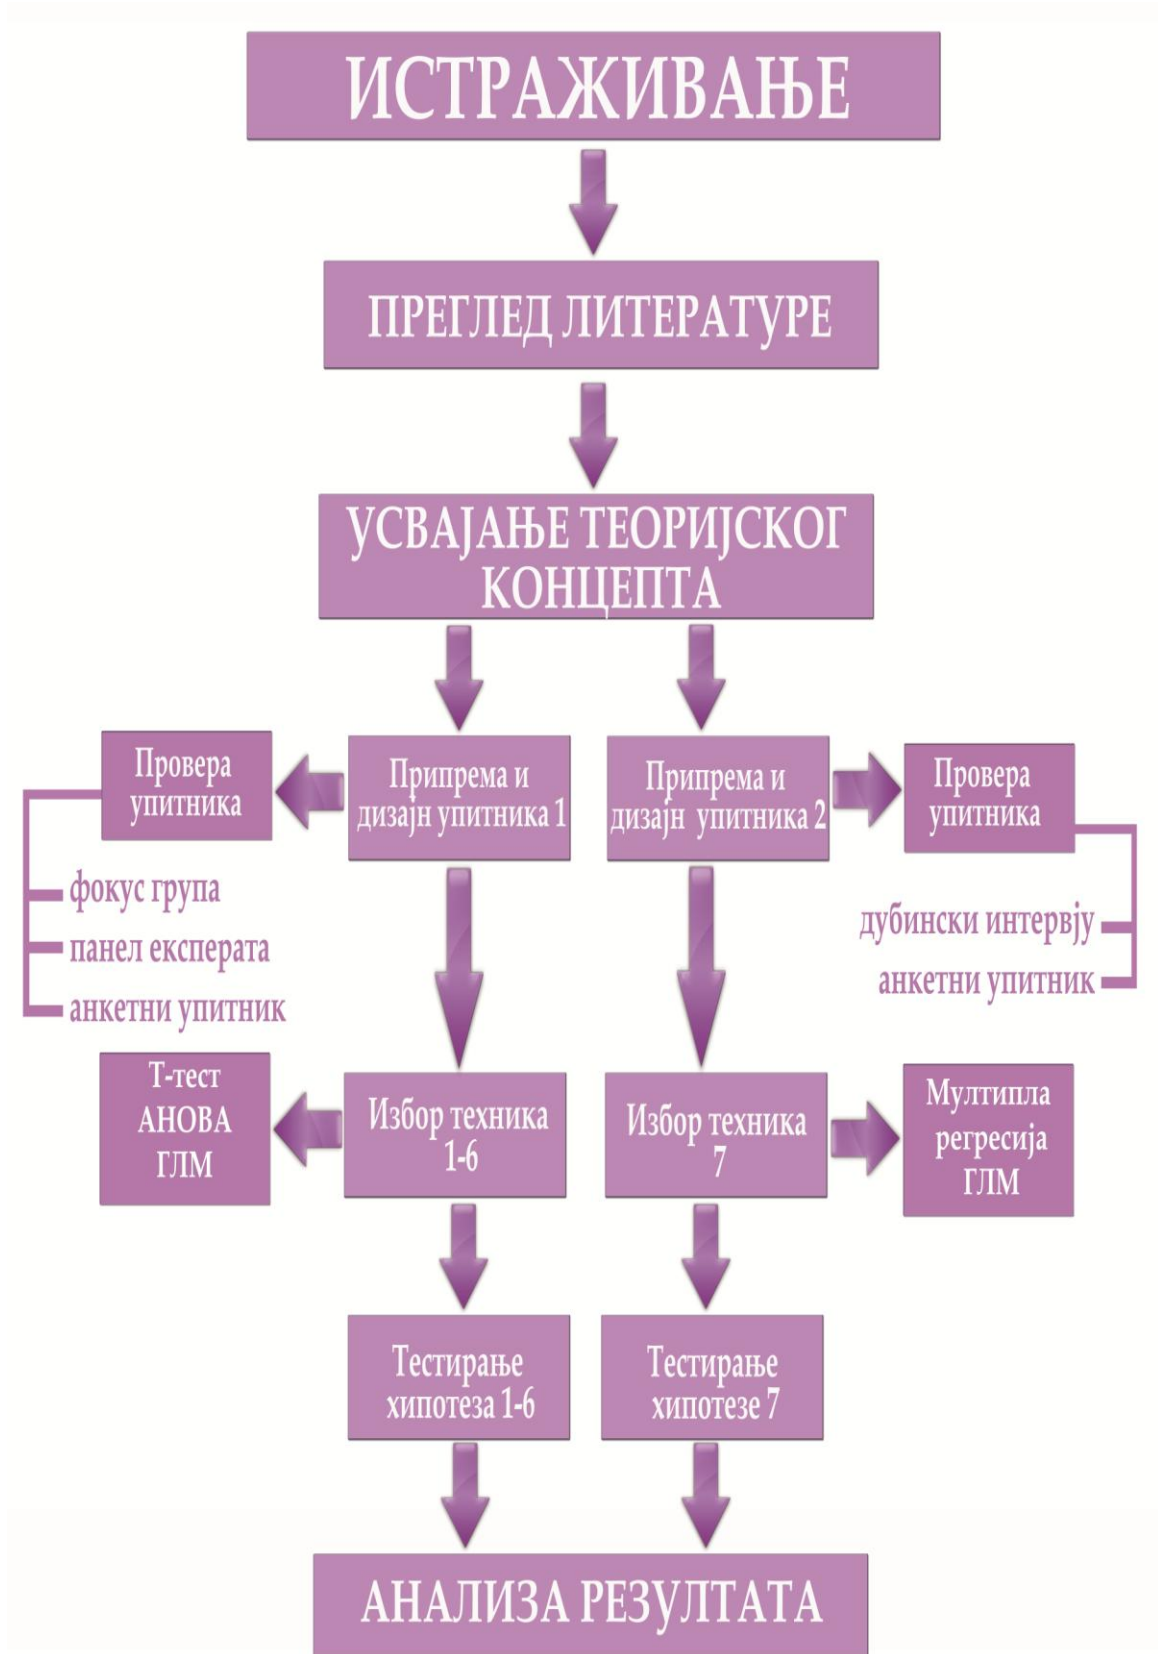 ИСТРАЖИВАЊЕ
ПРЕГЛЕД ЛИТЕРАТУРЕ
УСВАЈАЊЕ ТЕОРИЈСКОГ
КОНЦЕПТА
Провера
упитника
Припрема и
дизајн упитника 1
Припрема и
дизајн упитника 2
Провера
упитника
фокус група
панел експерата
анкетни упитник
дубински интервју
анкетни упитник
Т-тест
АНОВА
ГЛМ
Избор техника
1-6
Избор техника
7
Мултипла
регресија
ГЛМ
Тестирање
хипотеза 1-6
Тестирање
хипотезе 7
АНАЛИЗА РЕЗУЛТАТА